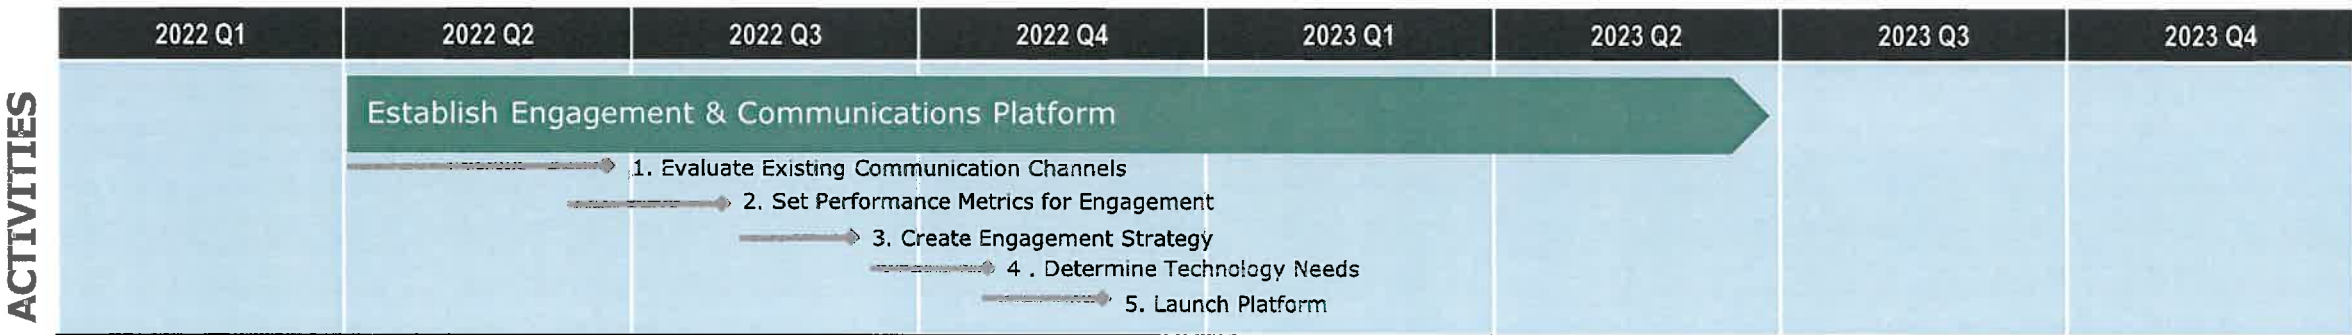 2022 Q1 2022 Q2 2022 Q3 2022 Q4 2023 Q1 2023 Q2 2023 Q3 2023 Q4
ACTIVITIES
Establish Engagement & Communications Platform
1. Evaluate Existing Communication Channels
2. Set Performance Metrics for Engagement
3. Create Engagement Strategy
4 . Determine Technology Needs
5. Launch Platform